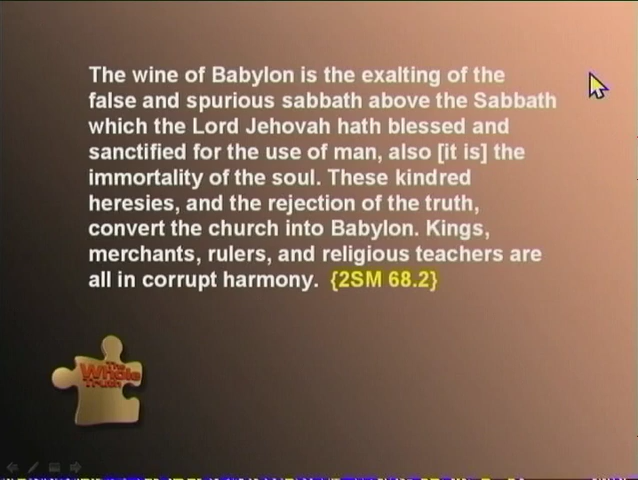 The wine of Babylon is the exalting of the
false and spurious sabbath above the Sabbath
which the Lord Jehovah hath blessed and
sanctified for the use of man, also [it is] the
immortality of the soul. These kindred
heresies, and the rejection of the truth,
convert the church into Babylon. Kings,
merchants, rulers, and religious teachers are
all in corrupt harmony. {2SM 68.2}
The
Whole
Truth